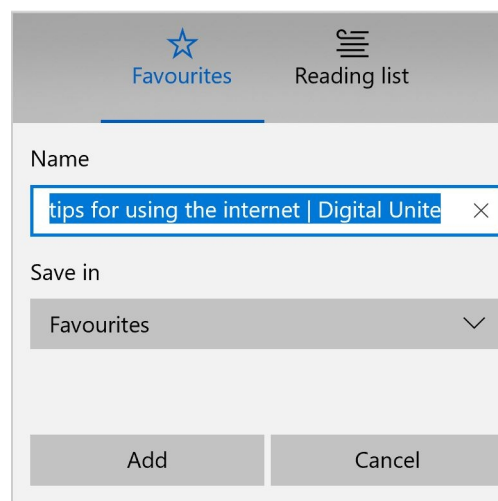 Favourites
Reading list
Name
tips for using the internet | Digital Unite
Save in
Favourites
Add
Cancel